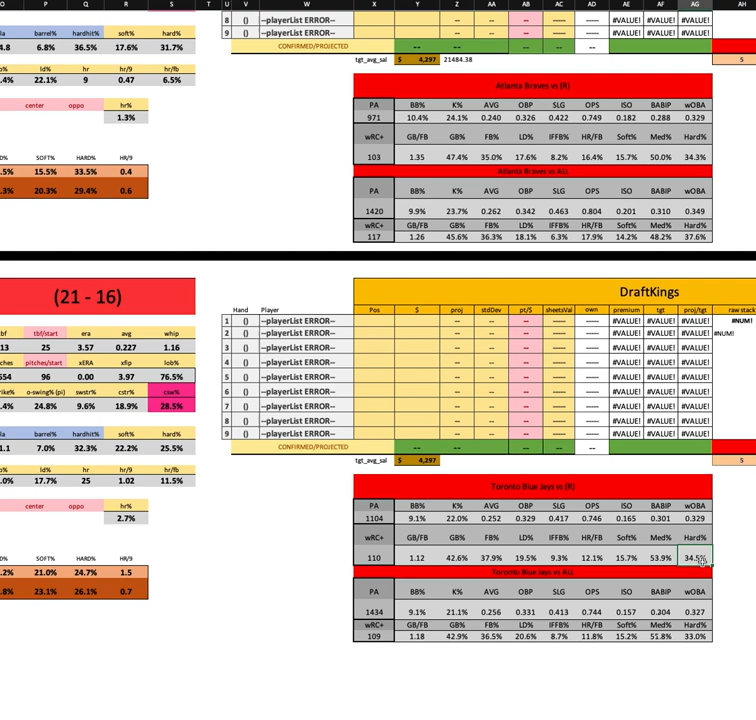 O P Q R S T U V W X Y Z AA AB AC AD AE AF AG AH
la barrel% hardhit% soft% hard%
4.8 6.8% 36.5% 17.6% 31.7%
% ld% hr hr/9 hr/fb
.4% 22.1% 9 0.47 6.5%
center oppo hr%
1.3%
D% SOFT% HARD% HR/9
.5% 15.5% 33.5% 0.4
.3% 20.3% 29.4% 0.6
8 () --playerList ERROR-- -- -- -- ----- ----- #VALUE! #VALUE! #VALUE!
9 () --playerList ERROR-- -- -- -- ----- ----- #VALUE! #VALUE! #VALUE!
CONFIRMED/PROJECTED -- -- -- -- --
tgt_avg_sal $ 4,297 21484.38 5
Atlanta Braves vs (R)
PA BB% K% AVG OBP SLG OPS ISO BABIP wOBA
971 10.4% 24.1% 0.240 0.326 0.422 0.749 0.182 0.288 0.329
wRC+ GB/FB GB% FB% LD% IFFB% HR/FB Soft% Med% Hard%
103 1.35 47.4% 35.0% 17.6% 8.2% 16.4% 15.7% 50.0% 34.3%
Atlanta Braves vs ALL
PA BB% K% AVG OBP SLG OPS ISO BABIP wOBA
1420 9.9% 23.7% 0.262 0.342 0.463 0.804 0.201 0.310 0.349
wRC+ GB/FB GB% FB% LD% IFFB% HR/FB Soft% Med% Hard%
117 1.26 45.6% 36.3% 18.1% 6.3% 17.9% 14.2% 48.2% 37.6%
(21 - 16)
bf tbf/start era avg whip
13 25 3.57 0.227 1.16
ches pitches/start xERA xfip lob%
554 96 0.00 3.97 76.5%
rike% o-swing% (pi) swstr% cstr% csw%
.4% 24.8% 9.6% 18.9% 28.5%
la barrel% hardhit% soft% hard%
1.1 7.0% 32.3% 22.2% 25.5%
% ld% hr hr/9 hr/fb
.0% 17.7% 25 1.02 11.5%
center oppo hr%
2.7%
D% SOFT% HARD% HR/9
.2% 21.0% 24.7% 1.5
.8% 23.1% 26.1% 0.7
DraftKings
Hand Player Pos $ proj stdDev pt/$ sheetsVal own premium tgt proj/tgt raw stack
1 () --playerList ERROR-- -- -- -- ----- ----- #VALUE! #VALUE! #VALUE! #NUM!
2 () --playerList ERROR-- -- -- -- ----- ----- #VALUE! #VALUE! #VALUE! #NUM!
3 () --playerList ERROR-- -- -- -- ----- ----- #VALUE! #VALUE! #VALUE!
4 () --playerList ERROR-- -- -- -- ----- ----- #VALUE! #VALUE! #VALUE!
5 () --playerList ERROR-- -- -- -- ----- ----- #VALUE! #VALUE! #VALUE!
6 () --playerList ERROR-- -- -- -- ----- ----- #VALUE! #VALUE! #VALUE!
7 () --playerList ERROR-- -- -- -- ----- ----- #VALUE! #VALUE! #VALUE!
8 () --playerList ERROR-- -- -- -- ----- ----- #VALUE! #VALUE! #VALUE!
9 () --playerList ERROR-- -- -- -- ----- ----- #VALUE! #VALUE! #VALUE!
CONFIRMED/PROJECTED -- -- -- -- --
tgt_avg_sal $ 4,297 5
Toronto Blue Jays vs (R)
PA BB% K% AVG OBP SLG OPS ISO BABIP wOBA
1104 9.1% 22.0% 0.252 0.329 0.417 0.746 0.165 0.301 0.329
wRC+ GB/FB GB% FB% LD% IFFB% HR/FB Soft% Med% Hard%
110 1.12 42.6% 37.9% 19.5% 9.3% 12.1% 15.7% 53.9% 34.5%
Toronto Blue Jays vs ALL
PA BB% K% AVG OBP SLG OPS ISO BABIP wOBA
1434 9.1% 21.1% 0.256 0.331 0.413 0.744 0.157 0.304 0.327
wRC+ GB/FB GB% FB% LD% IFFB% HR/FB Soft% Med% Hard%
109 1.18 42.9% 36.5% 20.6% 8.7% 11.8% 15.2% 51.8% 33.0%